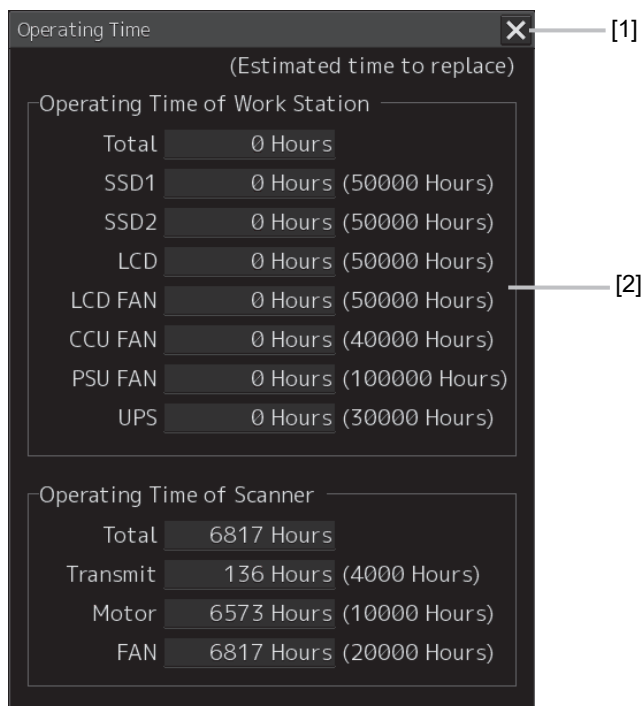 Operating Time [1]
(Estimated time to replace)
Operating Time of Work Station
Total 0 Hours
SSD1 0 Hours (50000 Hours)
SSD2 0 Hours (50000 Hours)
LCD 0 Hours (50000 Hours)
LCD FAN 0 Hours (50000 Hours) [2]
CCU FAN 0 Hours (40000 Hours)
PSU FAN 0 Hours (100000 Hours)
UPS 0 Hours (30000 Hours)
Operating Time of Scanner
Total 6817 Hours
Transmit 136 Hours (4000 Hours)
Motor 6573 Hours (10000 Hours)
FAN 6817 Hours (20000 Hours)